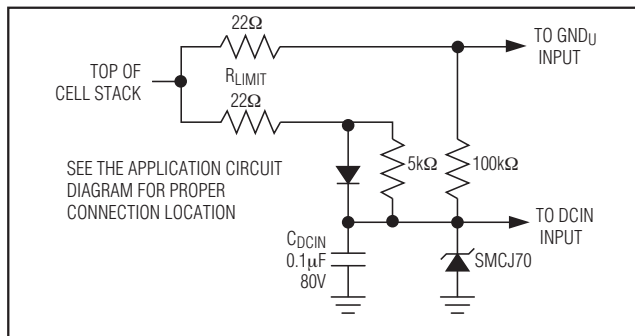 22Ω
TO GNDU
INPUT
TOP OF
CELL STACK
RLIMIT
22Ω
5kΩ
100kΩ
SEE THE APPLICATION CIRCUIT
DIAGRAM FOR PROPER
CONNECTION LOCATION
TO DCIN
INPUT
CDCIN
0.1µF
80V
SMCJ70